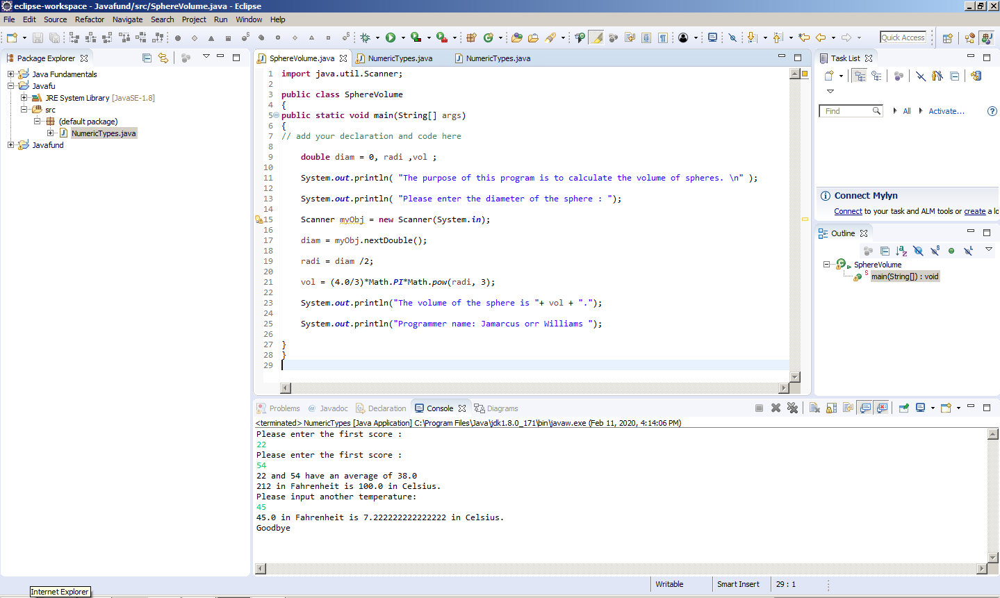 eclipse-workspace - Javafund/src/SphereVolume.java - Eclipse
File Edit Source Refactor Navigate Search Project Run Window Help
Quick Access
Package Explorer
Java Fundamentals
Javafu
JRE System Library [JavaSE-1.8]
src
(default package)
NumericTypes.java
Javafund
SphereVolume.java NumericTypes.java NumericTypes.java
1 import java.util.Scanner;
2
3 public class SphereVolume
4 {
5 public static void main(String[] args)
6 {
7 // add your declaration and code here
8
9 double diam = 0, radi ,vol ;
10
11 System.out.println( "The purpose of this program is to calculate the volume of spheres. \n" );
12
13 System.out.println( "Please enter the diameter of the sphere : ");
14
15 Scanner myObj = new Scanner(System.in);
16
17 diam = myObj.nextDouble();
18
19 radi = diam /2;
20
21 vol = (4.0/3)*Math.PI*Math.pow(radi, 3);
22
23 System.out.println("The volume of the sphere is "+ vol + ".");
24
25 System.out.println("Programmer name: Jamarcus orr Williams ");
26
27 }
28 }
29
Task List
Find All Activate...
Connect Mylyn
Connect to your task and ALM tools or create a lo
Outline
SphereVolume
main(String[]) : void
Problems Javadoc Declaration Console Diagrams
<terminated> NumericTypes [Java Application] C:\Program Files\Java\jdk1.8.0_171\bin\javaw.exe (Feb 11, 2020, 4:14:06 PM)
Please enter the first score :
22
Please enter the first score :
54
22 and 54 have an average of 38.0
212 in Fahrenheit is 100.0 in Celsius.
Please input another temperature:
45
45.0 in Fahrenheit is 7.222222222222222 in Celsius.
Goodbye
Writable Smart Insert 29 : 1
Internet Explorer